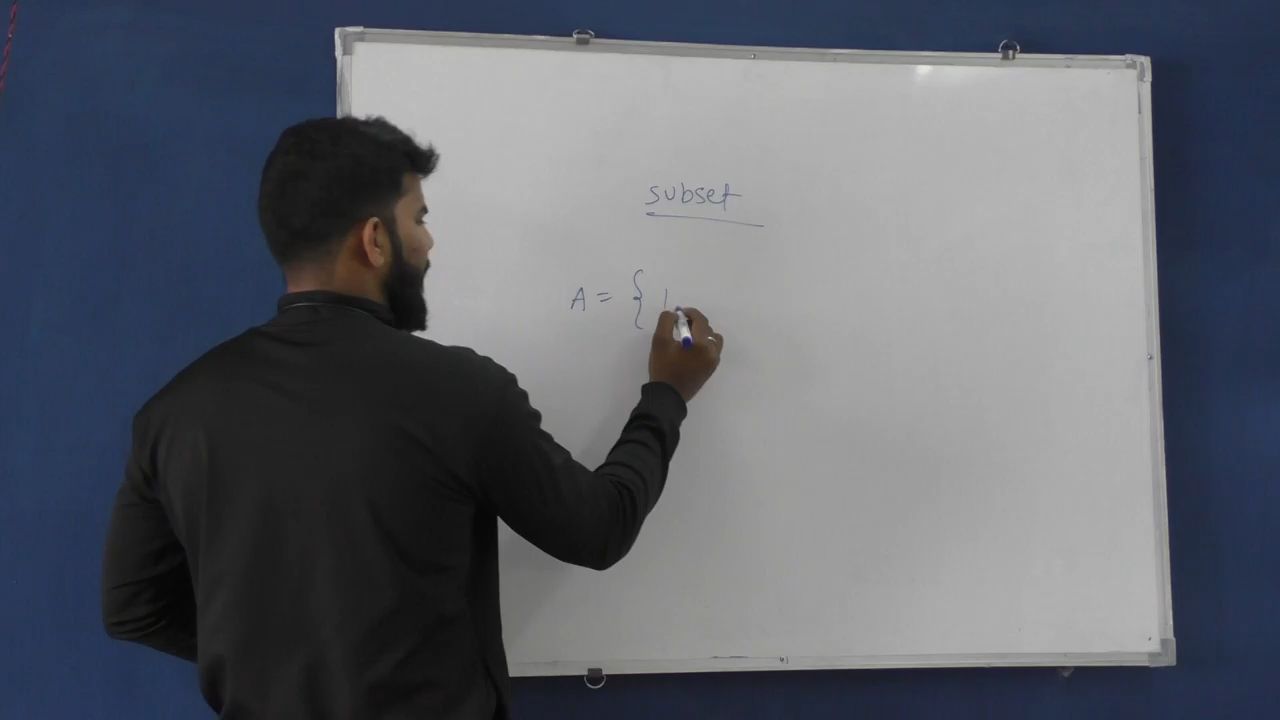 subset
A = { 1